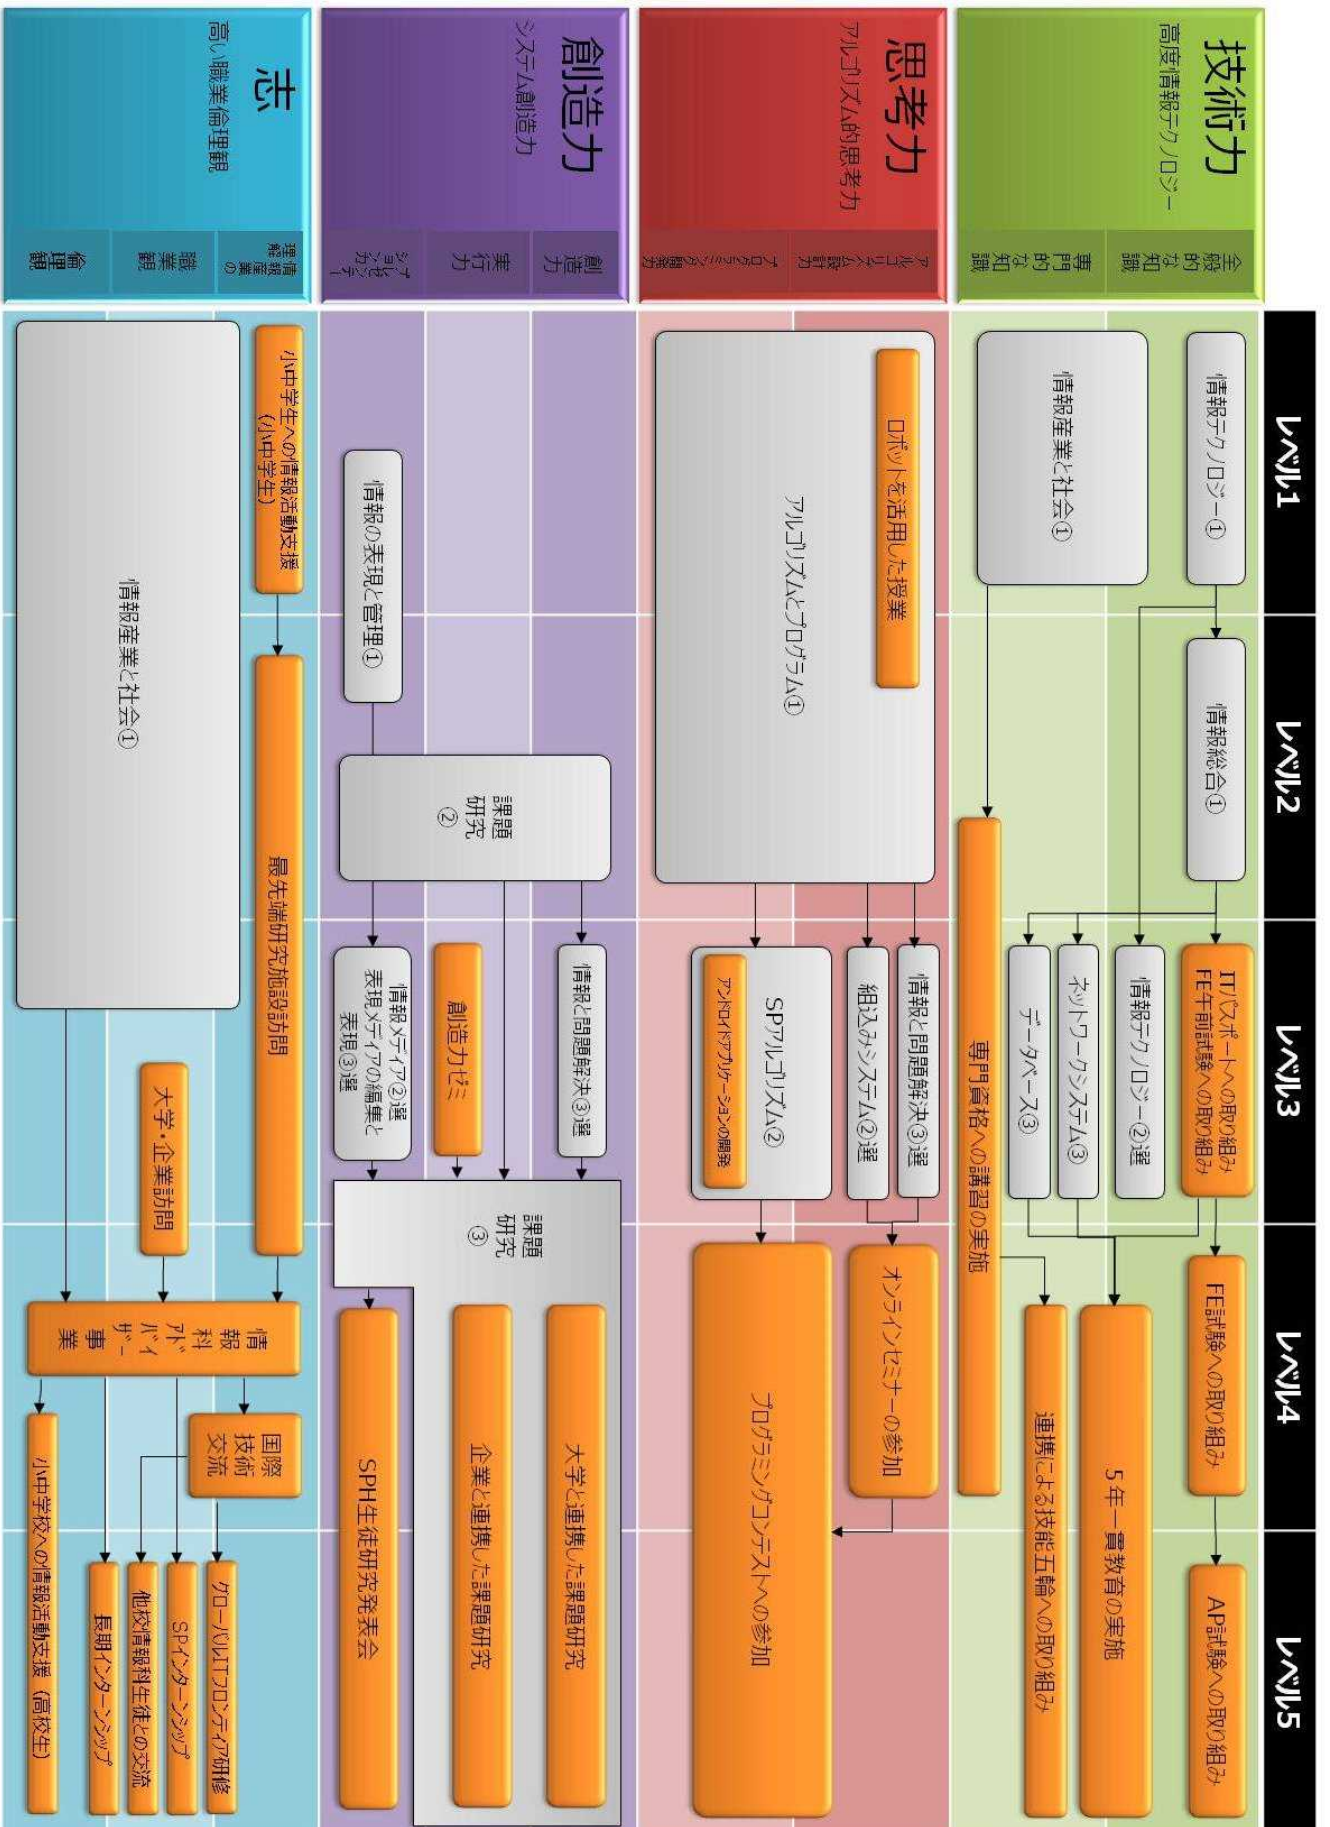 レベル1
レベル2
レベル3
レベル4
レベル5
技術力
高度情報テクノロジー
全般的な知識
専門的な知識
情報テクノロジー①
情報総合①
ITパスポートへの取り組み
FE午前試験への取り組み
FE試験への取り組み
AP試験への取り組み
情報テクノロジー②選
ネットワークシステム③
データベース③
5年一貫教育の実施
連携による技能五輪への取り組み
情報産業と社会①
専門資格への講習の実施
思考力
アルゴリズム的思考力
アルゴリズム
設計力
プログラミング開発力
ロボットを活用した授業
アルゴリズムとプログラム①
情報と問題解決③選
組込みシステム②選
SPアルゴリズム②
アンドロイドアプリケーションの開発
オンラインセミナーの参加
プログラミングコンテストへの参加
創造力
システム創造力
創造力
実行力
プレゼンテー
ション力
情報の表現と管理①
課題
研究
②
情報と問題解決③選
創造力ゼミ
情報メディア②選
表現メディアの編集と
表現③選
課題
研究
③
大学と連携した課題研究
企業と連携した課題研究
SPH生徒研究発表会
志
高い職業倫理観
情報産業の
理解
職業観
倫理観
小中学生への情報活動支援
(小中学生)
最先端研究施設訪問
情報産業と社会①
大学・企業訪問
情報科アドバイザー事業
国際
技術
交流
グローバルITフロンティア研修
SPインターンシップ
他校情報科生徒との交流
長期インターンシップ
小中学校への情報活動支援(高校生)